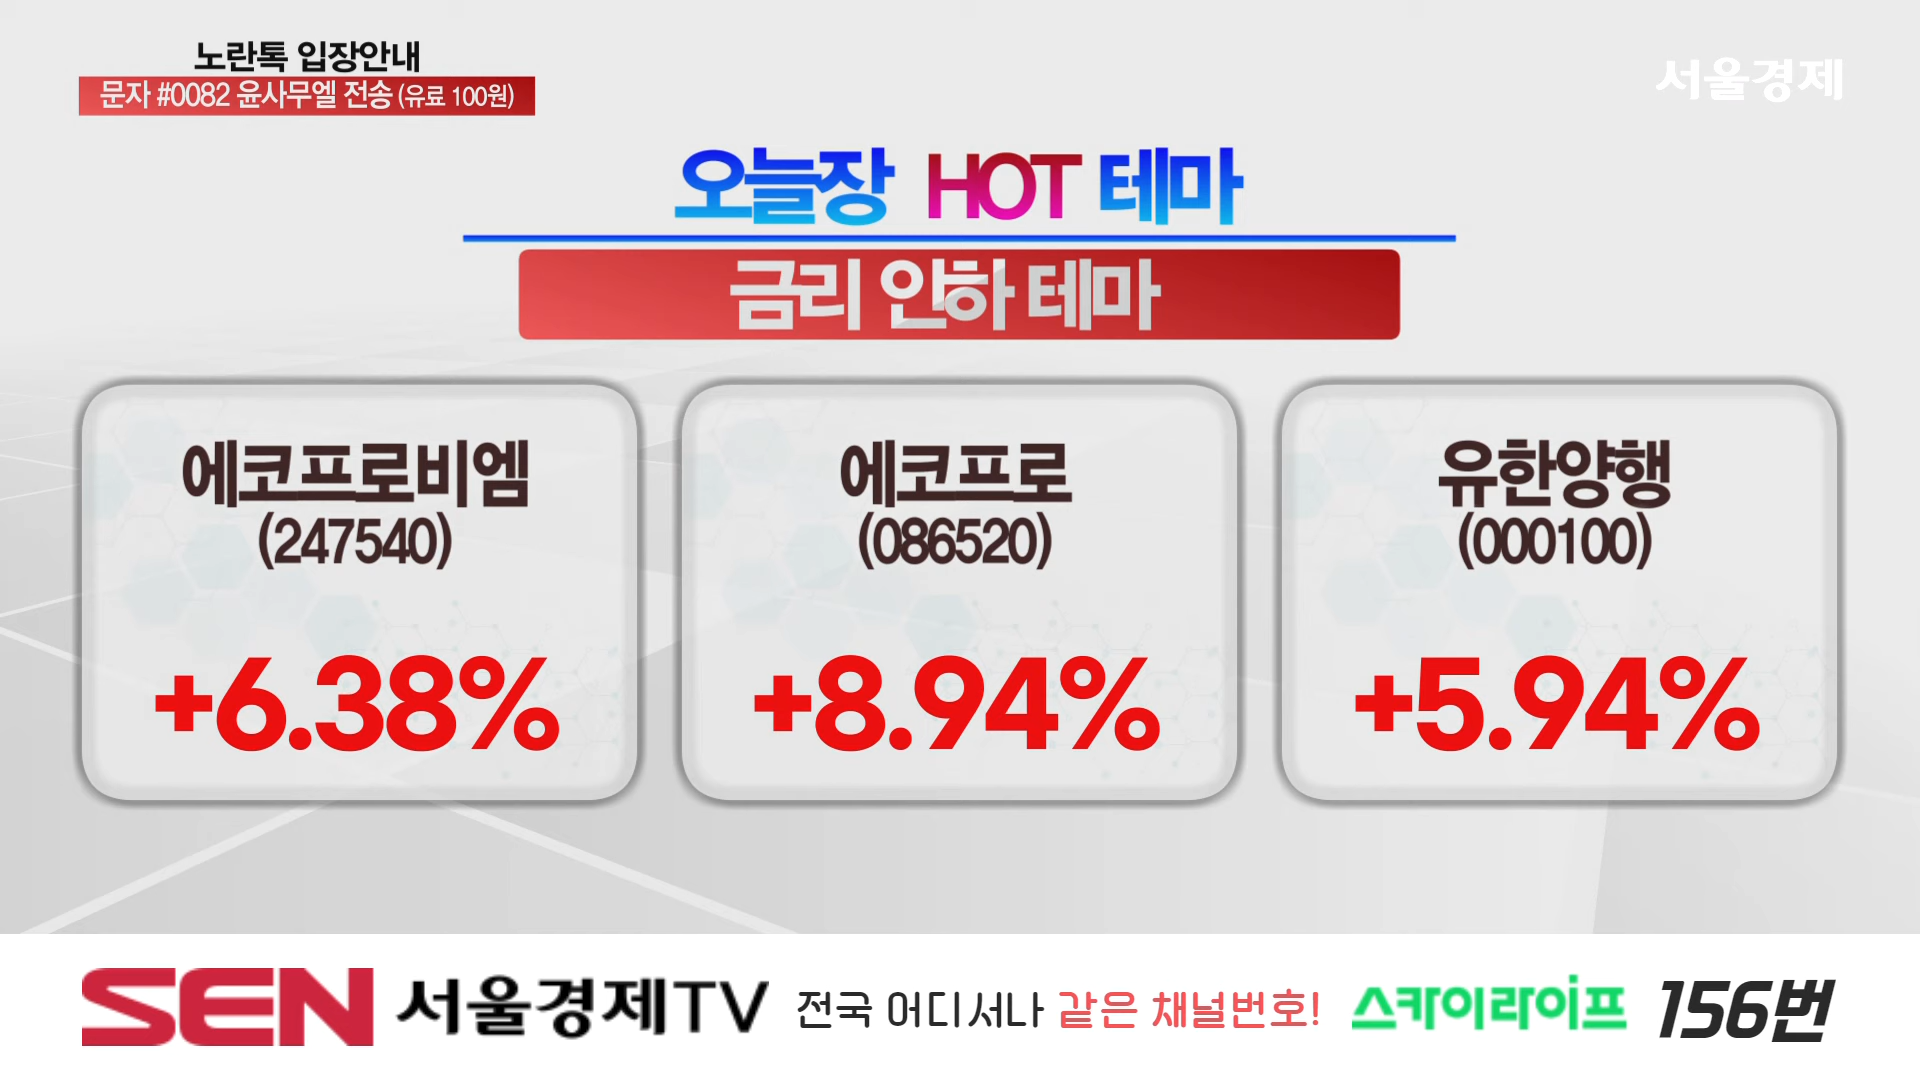 노란톡 입장안내
문자 #0082 윤사무엘 전송 (유료 100원)
서울경제
오늘장 HOT 테마
금리 인하 테마
에코프로비엠
(247540)
+6.38%
에코프로
(086520)
+8.94%
유한양행
(000100)
+5.94%
SEN 서울경제TV 전국 어디서나 같은 채널번호! 스카이라이프 156번